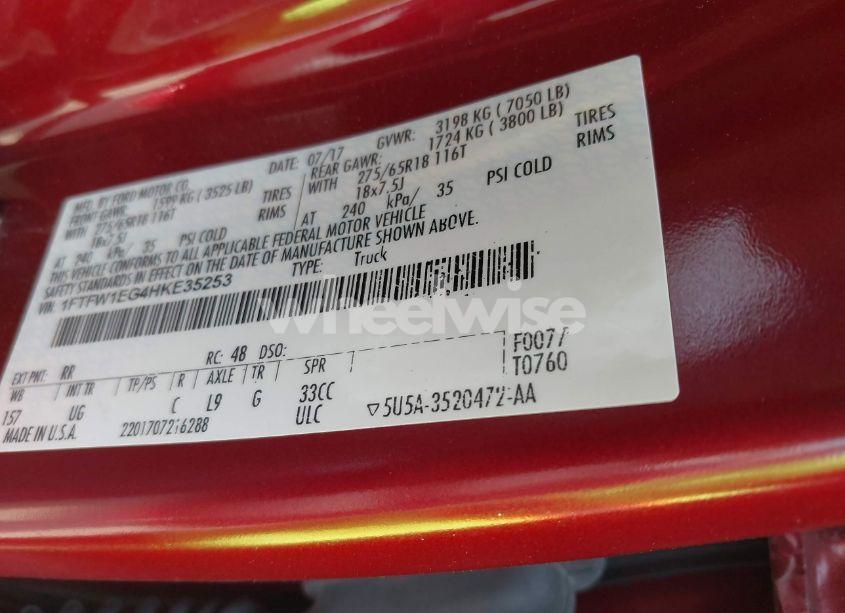 MFD. BY FORD MOTOR CO.
DATE: 07/17 GVWR: 3198 KG ( 7050 LB)
FRONT GAWR: 1599 KG ( 3525 LB) REAR GAWR: 1724 KG ( 3800 LB)
WITH 275/65R18 116T TIRES WITH 275/65R18 116T TIRES
18x7.5J RIMS 18x7.5J RIMS
AT 240 kPa/ 35 PSI COLD AT 240 kPa/ 35 PSI COLD
THIS VEHICLE CONFORMS TO ALL APPLICABLE FEDERAL MOTOR VEHICLE
SAFETY STANDARDS IN EFFECT ON THE DATE OF MANUFACTURE SHOWN ABOVE.
VIN: 1FTFW1EG4HKE35253 TYPE: Truck
wheelwise
EXT PNT: RR RC: 48 DSO: F0077
WB INT TR TP/PS R AXLE TR SPR T0760
157 UG C L9 G 33CC
ULC ▽5U5A-3520472-AA
MADE IN U.S.A. 2201707216288